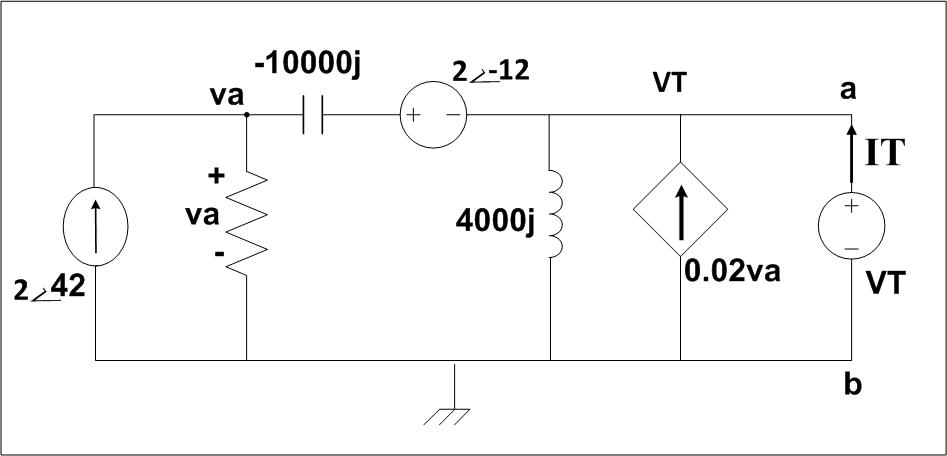 -10000j
2∠-12
va
VT
a
+ -
IT
+
va
-
4000j
+
-
2∠42
0.02va
VT
b